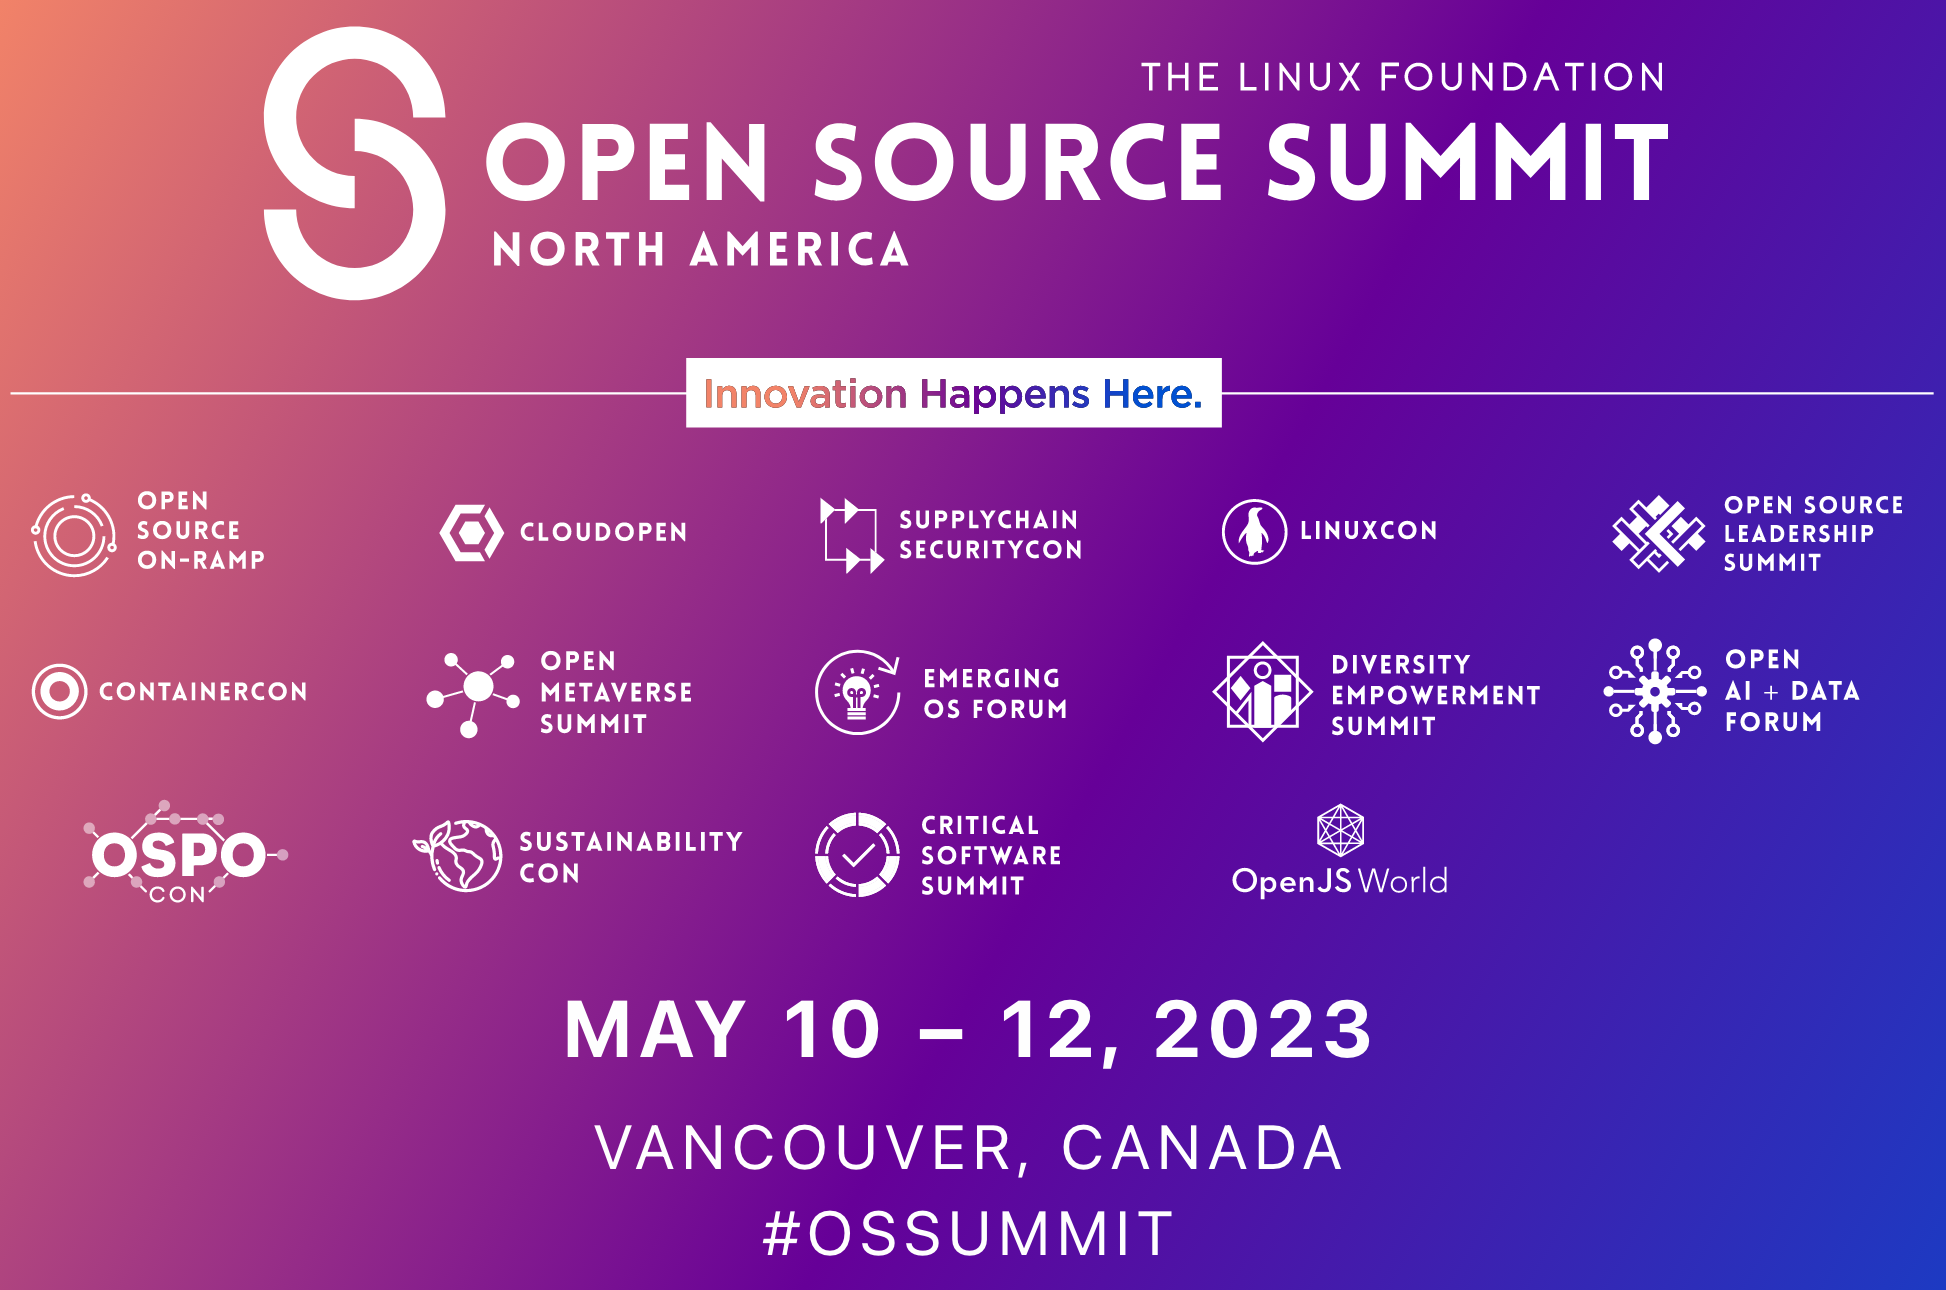 THE LINUX FOUNDATION
OPEN SOURCE SUMMIT
NORTH AMERICA
Innovation Happens Here.
OPEN
SOURCE
ON-RAMP
CLOUDOPEN
SUPPLYCHAIN
SECURITYCON
LINUXCON
OPEN SOURCE
LEADERSHIP
SUMMIT
CONTAINERCON
OPEN
METAVERSE
SUMMIT
EMERGING
OS FORUM
DIVERSITY
EMPOWERMENT
SUMMIT
OPEN
AI + DATA
FORUM
OSPO
CON
SUSTAINABILITY
CON
CRITICAL
SOFTWARE
SUMMIT
OpenJS World
MAY 10 – 12, 2023
VANCOUVER, CANADA
#OSSUMMIT